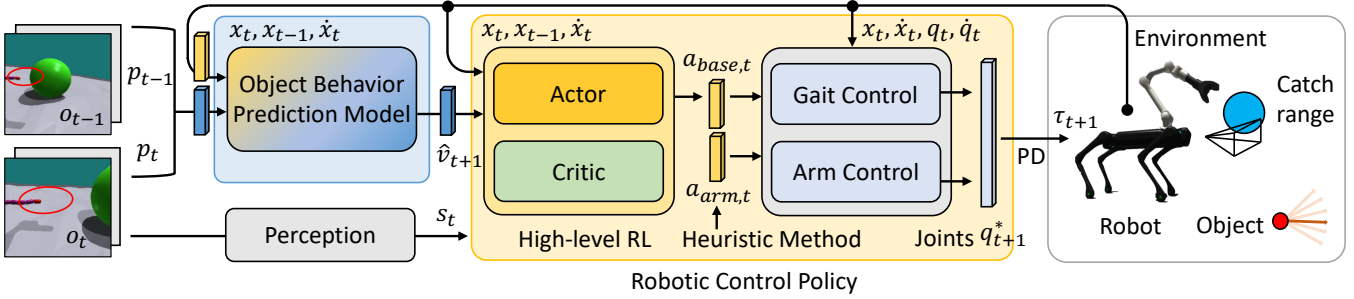 x_t, x_{t-1}, ẋ_t
x_t, x_{t-1}, ẋ_t
x_t, ẋ_t, q_t, q̇_t
Environment
p_{t-1}
o_{t-1}
Object Behavior
Prediction Model
Actor
a_{base,t}
Gait Control
Catch
range
p_t
v̂_{t+1}
τ_{t+1}
PD
Critic
Arm Control
a_{arm,t}
o_t
Perception
s_t
High-level RL
Heuristic Method
Joints q^*_{t+1}
Robot
Object
Robotic Control Policy